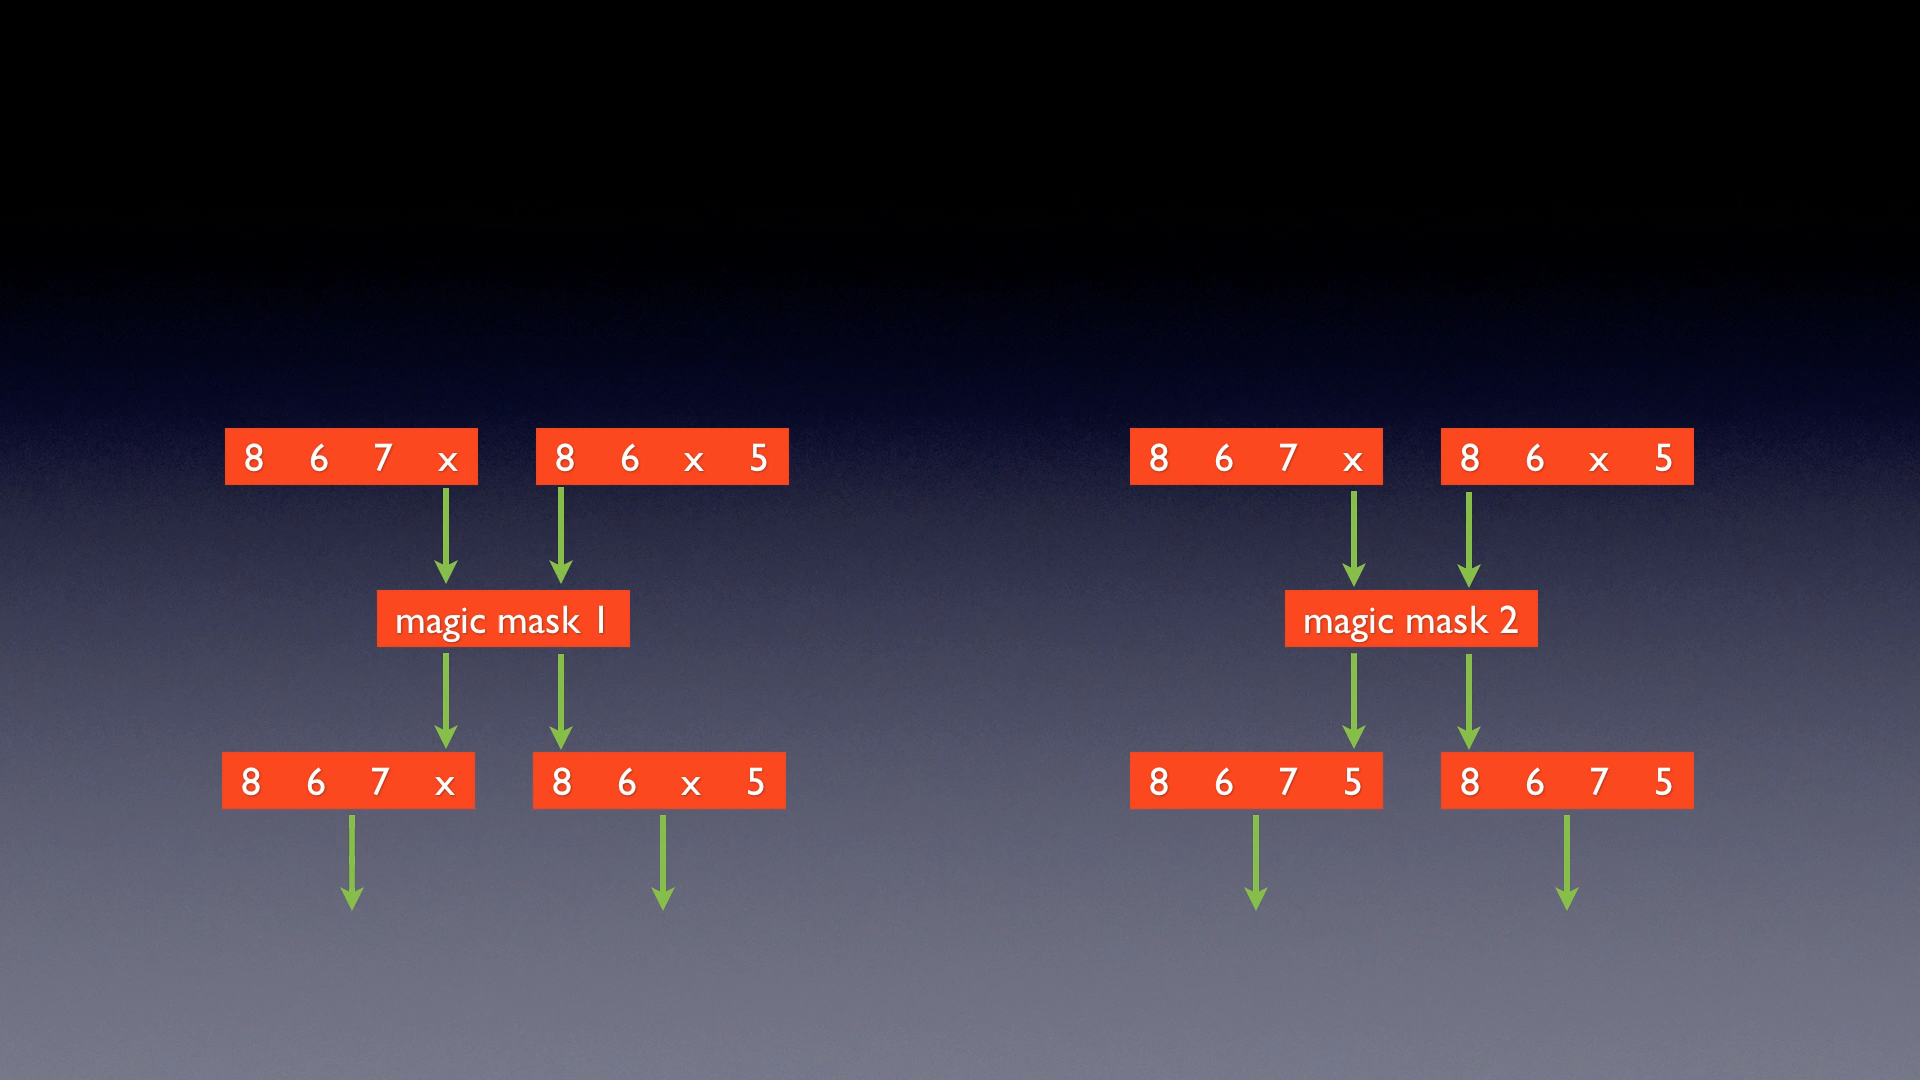 8 6 7 x 8 6 x 5 8 6 7 x 8 6 x 5
magic mask 1 magic mask 2
8 6 7 x 8 6 x 5 8 6 7 5 8 6 7 5